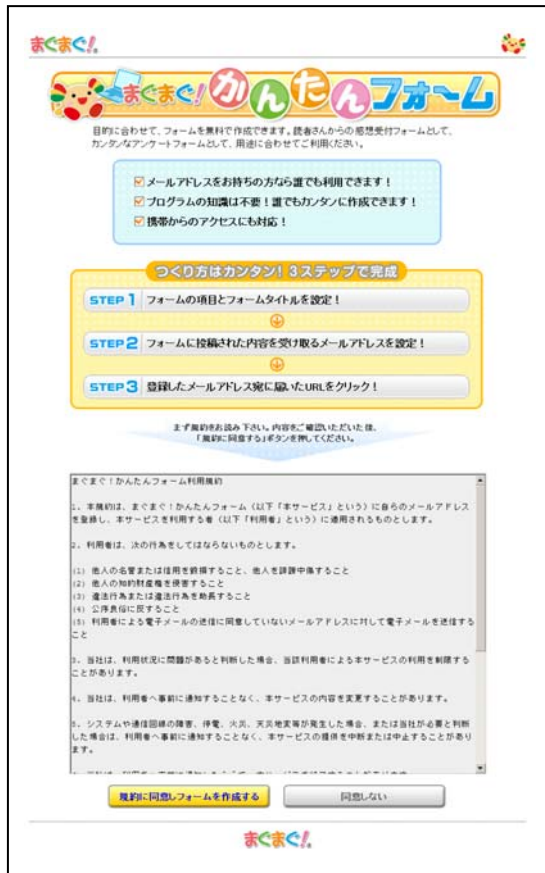 まぐまぐ!
まぐまぐ!かんたんフォーム
目的に合わせて、フォームを無料で作成できます。読者さんからの感想受付フォームとして、
カンタンなアンケートフォームとして、用途に合わせてご利用ください。
メールアドレスをお持ちの方なら誰でも利用できます!
プログラムの知識は不要!誰でもカンタンに作成できます!
携帯からのアクセスにも対応!
つくり方はカンタン!3ステップで完成
STEP 1 フォームの項目とフォームタイトルを設定!
STEP 2 フォームに投稿された内容を受け取るメールアドレスを設定!
STEP 3 登録したメールアドレス宛に届いたURLをクリック!
まず規約をお読み下さい。内容をご確認いただいた後、
「規約に同意する」ボタンを押してください。
まぐまぐ!かんたんフォーム利用規約
1. 本規約は、まぐまぐ!かんたんフォーム(以下「本サービス」という)に自らのメールアドレス
を登録し、本サービスを利用する者(以下「利用者」という)に適用されるものとします。
2. 利用者は、次の行為をしてはならないものとします。
(1) 他人の名誉または信用を毀損すること、他人を誹謗中傷すること
(2) 他人の知的財産権を侵害すること
(3) 違法行為または違法行為を助長すること
(4) 公序良俗に反すること
(5) 利用者による電子メールの送信に同意していないメールアドレスに対して電子メールを送信する
こと
3. 当社は、利用状況に問題があると判断した場合、当該利用者による本サービスの利用を制限する
ことがあります。
4. 当社は、利用者へ事前に通知することなく、本サービスの内容を変更することがあります。
5. システムや通信回線の障害、停電、火災、天災地変等が発生した場合、または当社が必要と判断
した場合は、利用者へ事前に通知することなく、本サービスの提供を中断または中止することがあり
ます。
規約に同意しフォームを作成する
同意しない
まぐまぐ!